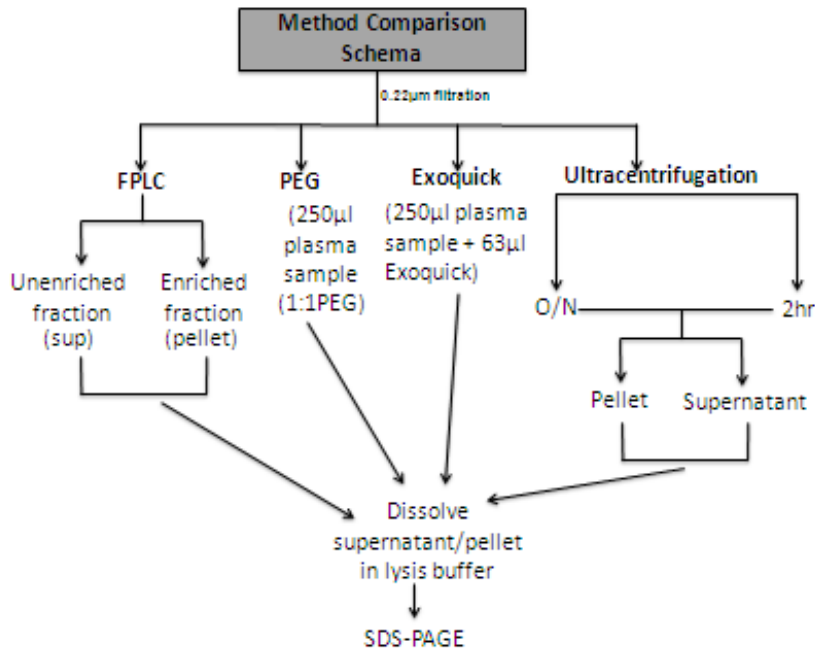 Method Comparison
Schema
0.22µm filtration
FPLC
PEG
Exoquick
Ultracentrifugation
(250µl
plasma
sample
(1:1PEG)
(250µl plasma
sample + 63µl
Exoquick)
Unenriched
fraction
(sup)
Enriched
fraction
(pellet)
O/N
2hr
Pellet
Supernatant
Dissolve
supernatant/pellet
in lysis buffer
SDS-PAGE